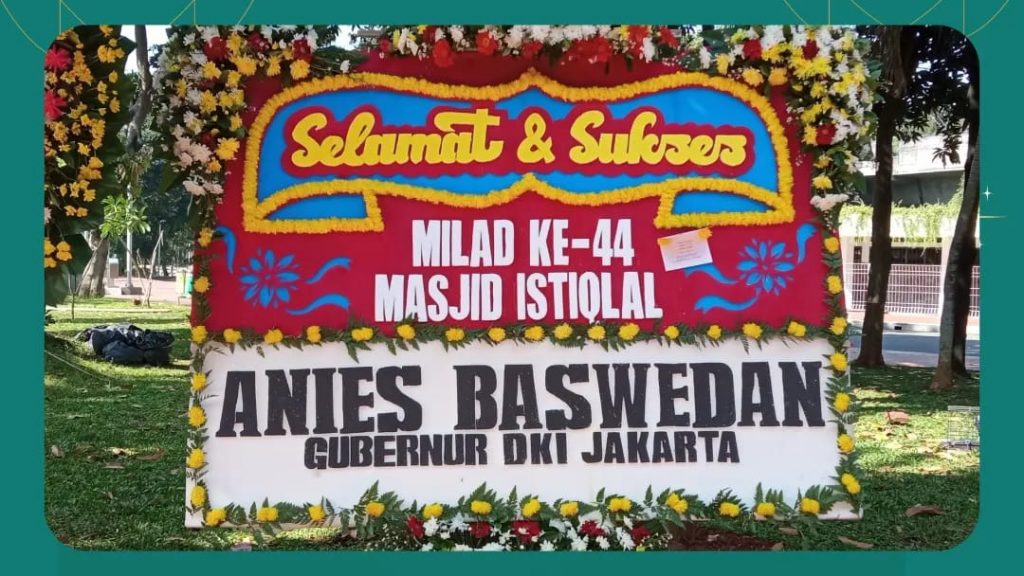 Selamat & Sukses
MILAD KE-44
MASJID ISTIQLAL
ANIES BASWEDAN
GUBERNUR DKI JAKARTA